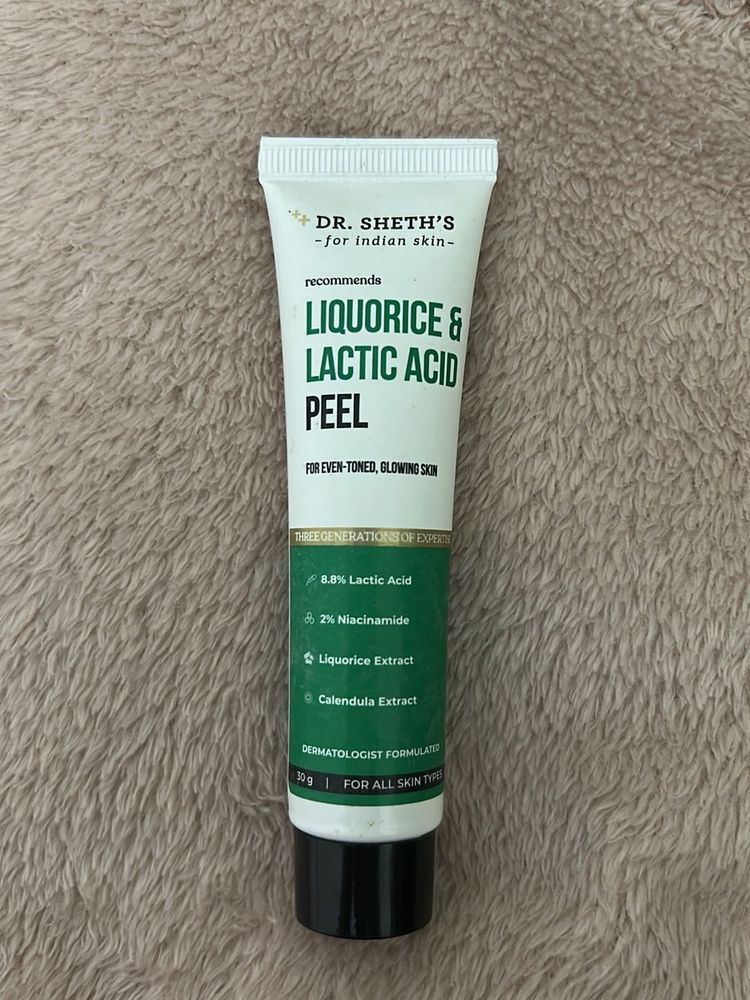 DR. SHETH'S
-for indian skin-
recommends
LIQUORICE &
LACTIC ACID
PEEL
FOR EVEN-TONED, GLOWING SKIN
THREE GENERATIONS OF EXPERTISE
8.8% Lactic Acid
2% Niacinamide
Liquorice Extract
Calendula Extract
DERMATOLOGIST FORMULATED
30 g | FOR ALL SKIN TYPES